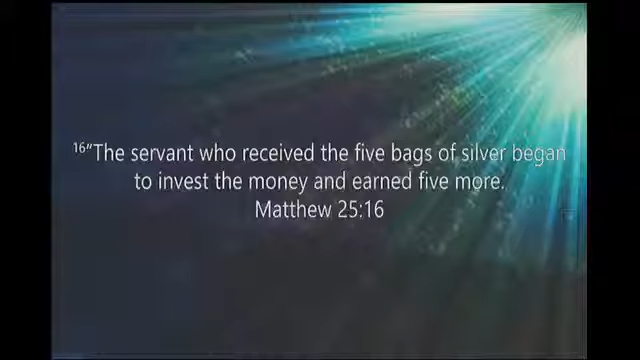 ¹⁶"The servant who received the five bags of silver began
to invest the money and earned five more.
Matthew 25:16